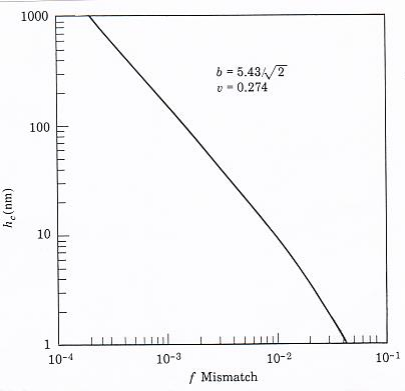 1000
100
10
1
h_c (nm)
b = 5.43/√2
v = 0.274
10⁻⁴ 10⁻³ 10⁻² 10⁻¹
f Mismatch